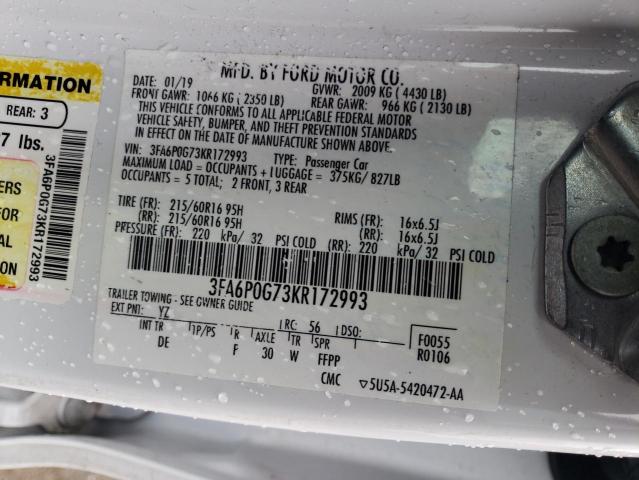 MFD. BY FORD MOTOR CO.
DATE: 01/19 GVWR: 2009 KG ( 4430 LB)
FRONT GAWR: 1066 KG ( 2350 LB) REAR GAWR: 966 KG ( 2130 LB)
THIS VEHICLE CONFORMS TO ALL APPLICABLE FEDERAL MOTOR
VEHICLE SAFETY, BUMPER, AND THEFT PREVENTION STANDARDS
IN EFFECT ON THE DATE OF MANUFACTURE SHOWN ABOVE.
VIN: 3FA6P0G73KR172993 TYPE: Passenger Car
MAXIMUM LOAD = OCCUPANTS + LUGGAGE = 375KG/ 827LB
OCCUPANTS = 5 TOTAL; 2 FRONT, 3 REAR
TIRE (FR): 215/60R16 95H RIMS (FR): 16x6.5J
(RR): 215/60R16 95H (RR): 16x6.5J
PRESSURE (FR): 220 kPa/ 32 PSI COLD (RR): 220 kPa/ 32 PSI COLD
3FA6P0G73KR172993
TRAILER TOWING - SEE OWNER GUIDE
EXT PNT: YZ RC: 56 DSO: F0055
INT TR TP/PS R AXLE TR SPR R0106
DE F 30 W FFPP
CMC 5U5A-5420472-AA
ORMATION
REAR: 3
7 lbs.
3FA6P0G73KR172993
ERS
FOR
AL
ON